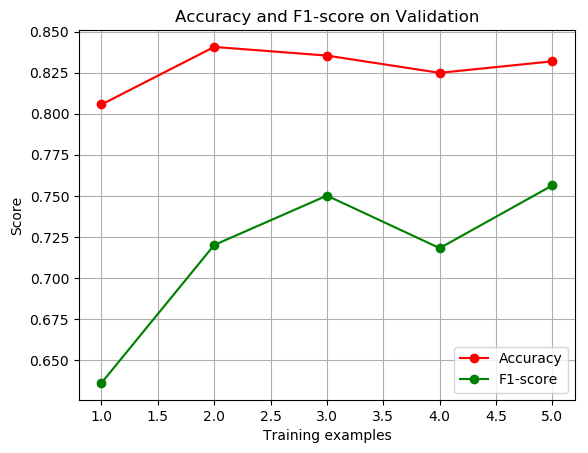 Accuracy and F1-score on Validation
0.850
0.825
0.800
0.775
0.750
0.725
0.700
0.675
0.650
Score
Accuracy
F1-score
1.0 1.5 2.0 2.5 3.0 3.5 4.0 4.5 5.0
Training examples